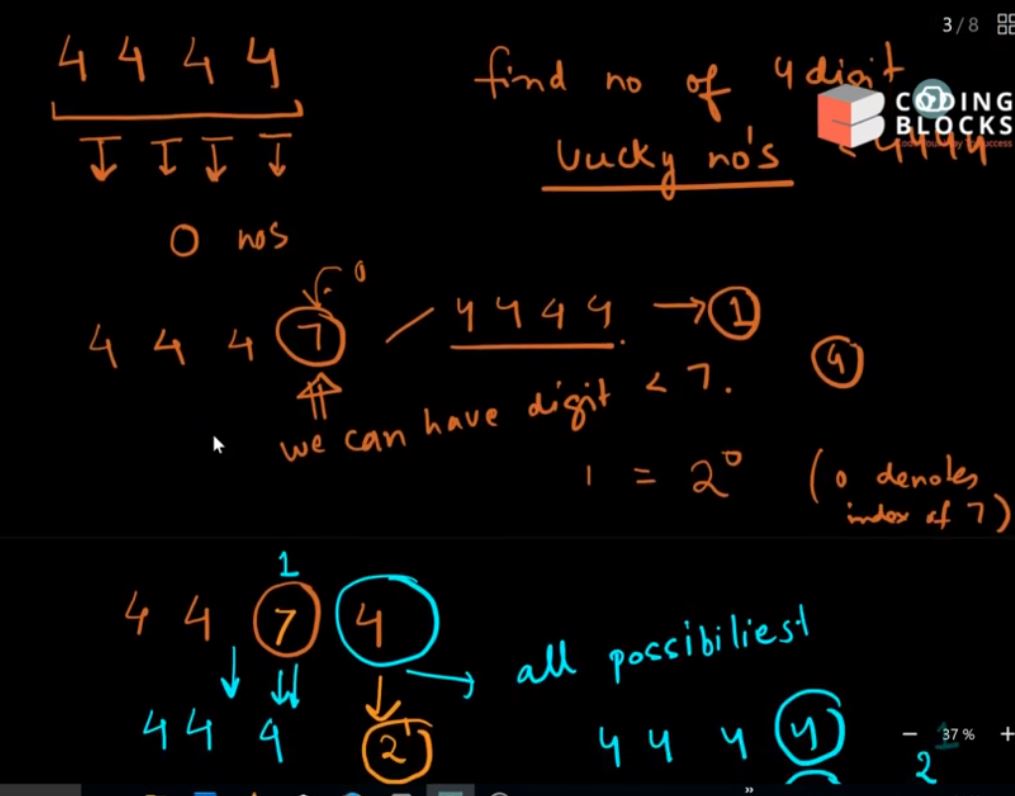 3/8
4 4 4 4
find no of 4 digit
CODING
BLOCKS
Lucky no's < 4444
0 nos
0
4 4 4 7 4 4 4 4 → 1
4
we can have digit < 7.
1 = 2⁰ (0 denotes
index of 7)
1
4 4 7 4
all possibiliest
4 4 4 2
4 4 4 4
37%
2